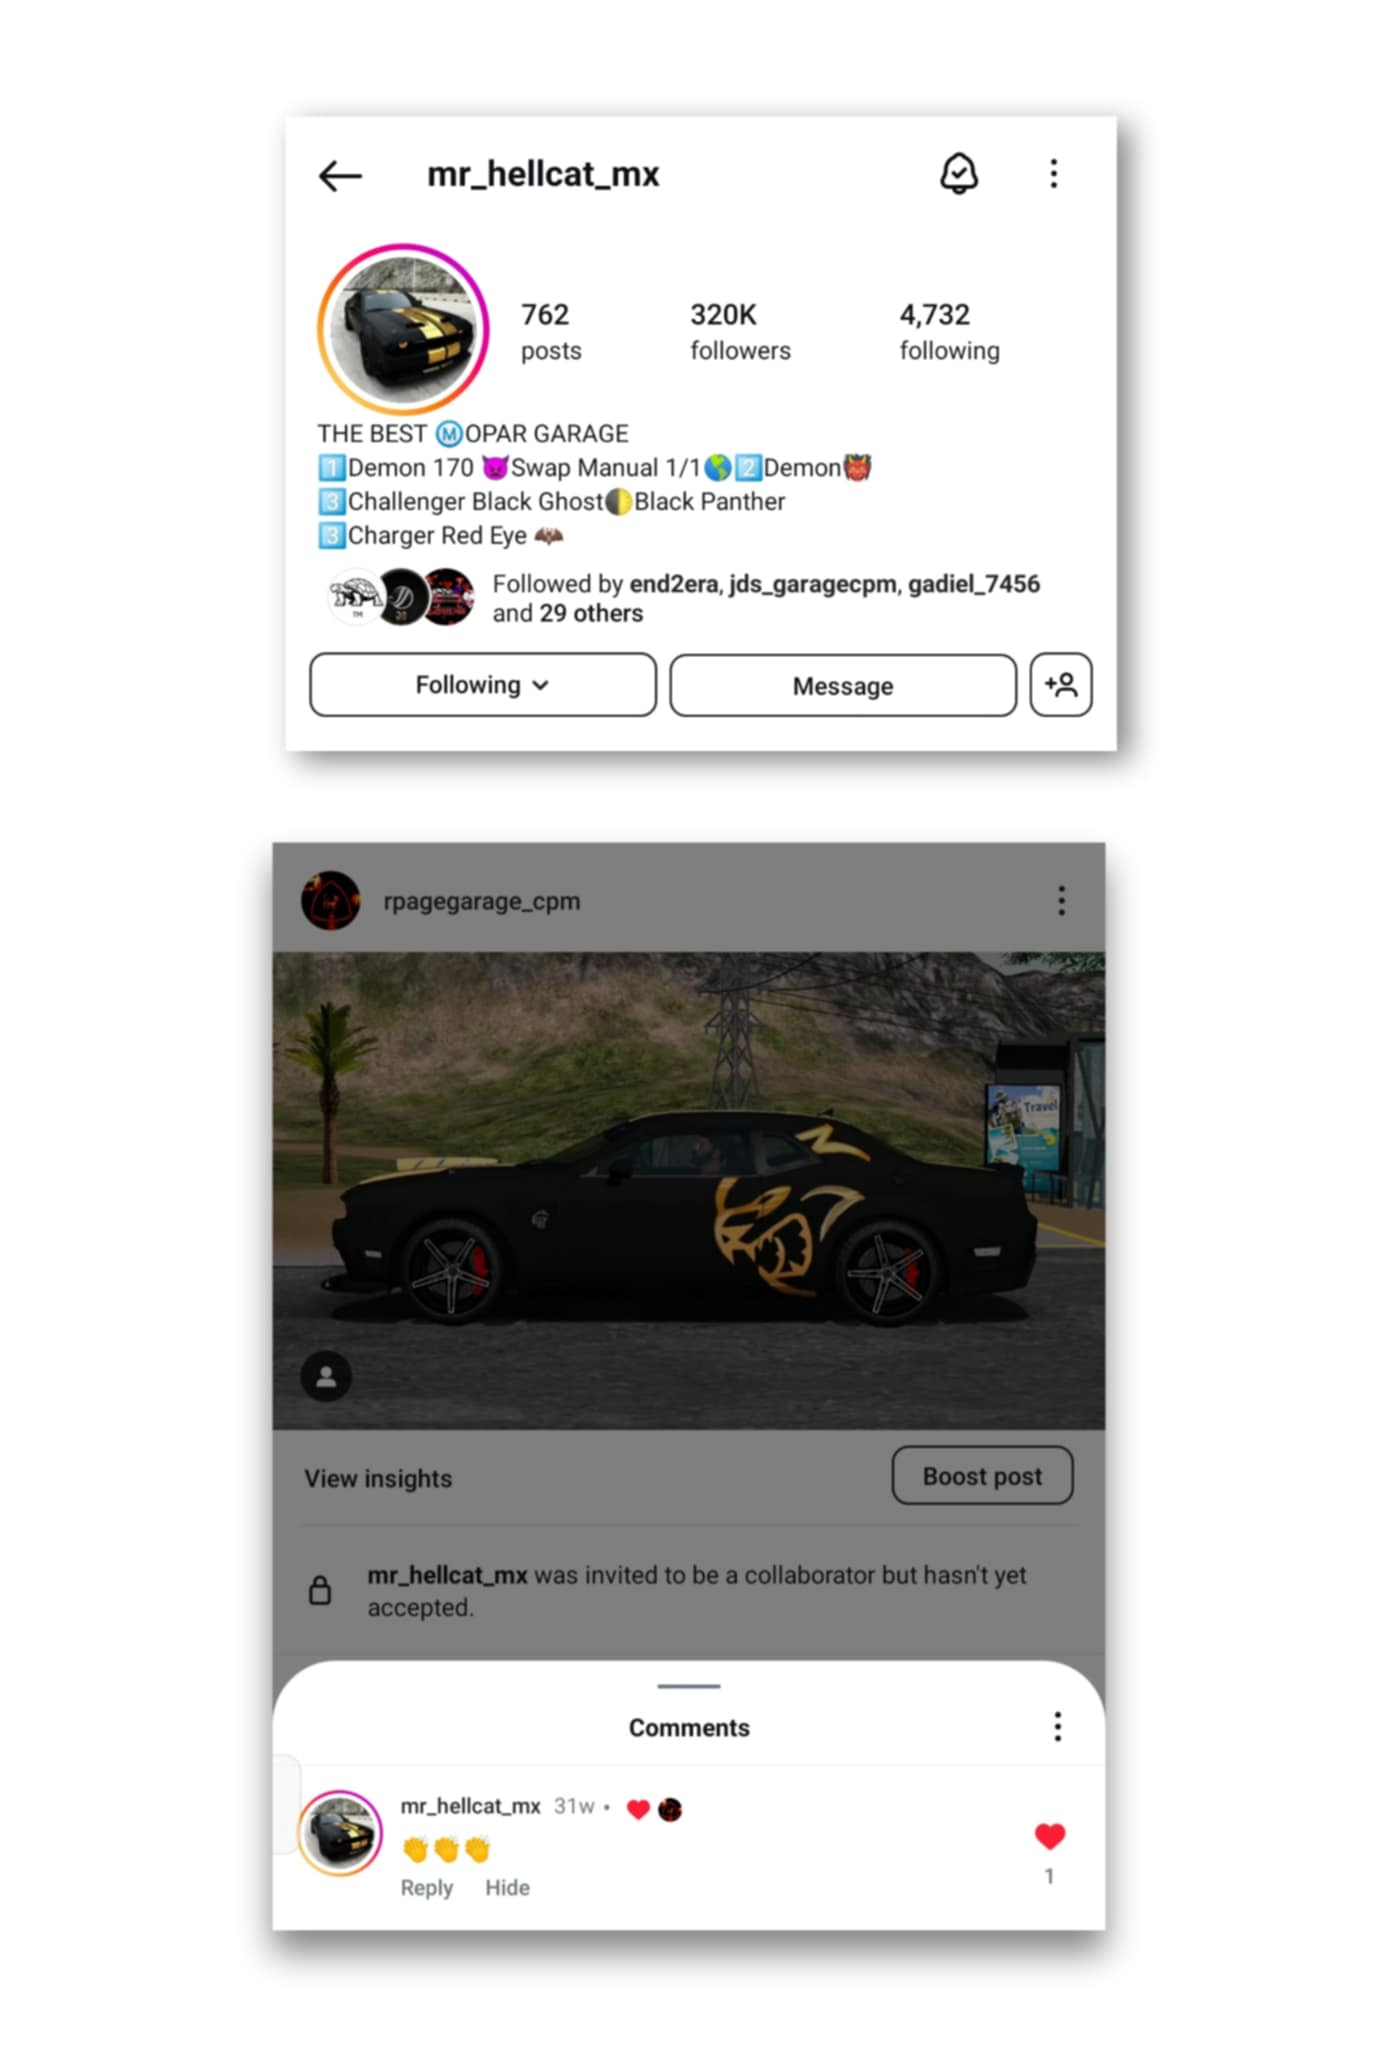 mr_hellcat_mx
762 320K 4,732
posts followers following
THE BEST ⓂOPAR GARAGE
1️⃣Demon 170 😈Swap Manual 1/1🌎2️⃣Demon👹
3️⃣Challenger Black Ghost🌓Black Panther
3️⃣Charger Red Eye 🦇
Followed by end2era, jds_garagecpm, gadiel_7456
and 29 others
Following Message
rpagegarage_cpm
Travel
View insights Boost post
mr_hellcat_mx was invited to be a collaborator but hasn't yet
accepted.
Comments
mr_hellcat_mx 31w •
👏👏👏
Reply Hide
1